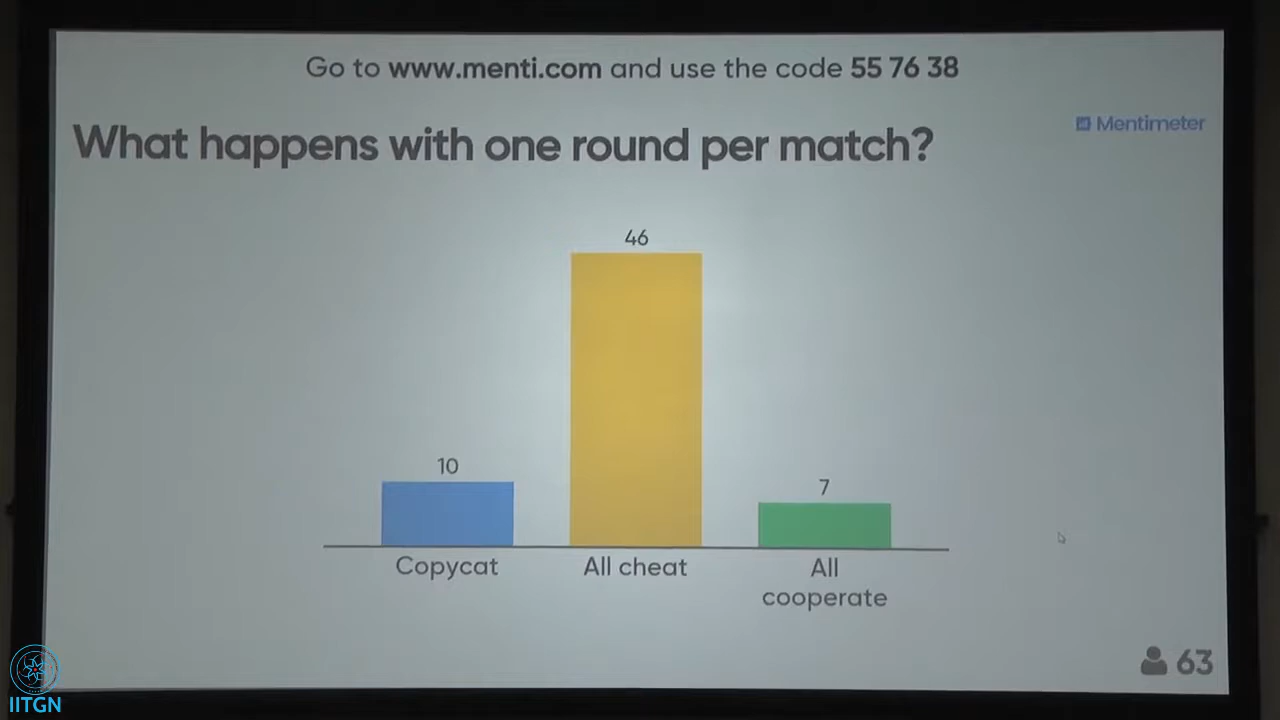 Go to www.menti.com and use the code 55 76 38
Mentimeter
What happens with one round per match?
46
10
7
Copycat
All cheat
All
cooperate
63
IITGN